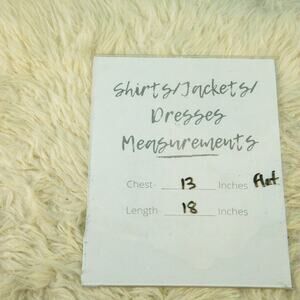 Shirts/Jackets/
Dresses
Measurements
Chest- 13 Inches Flat
Length- 18 Inches